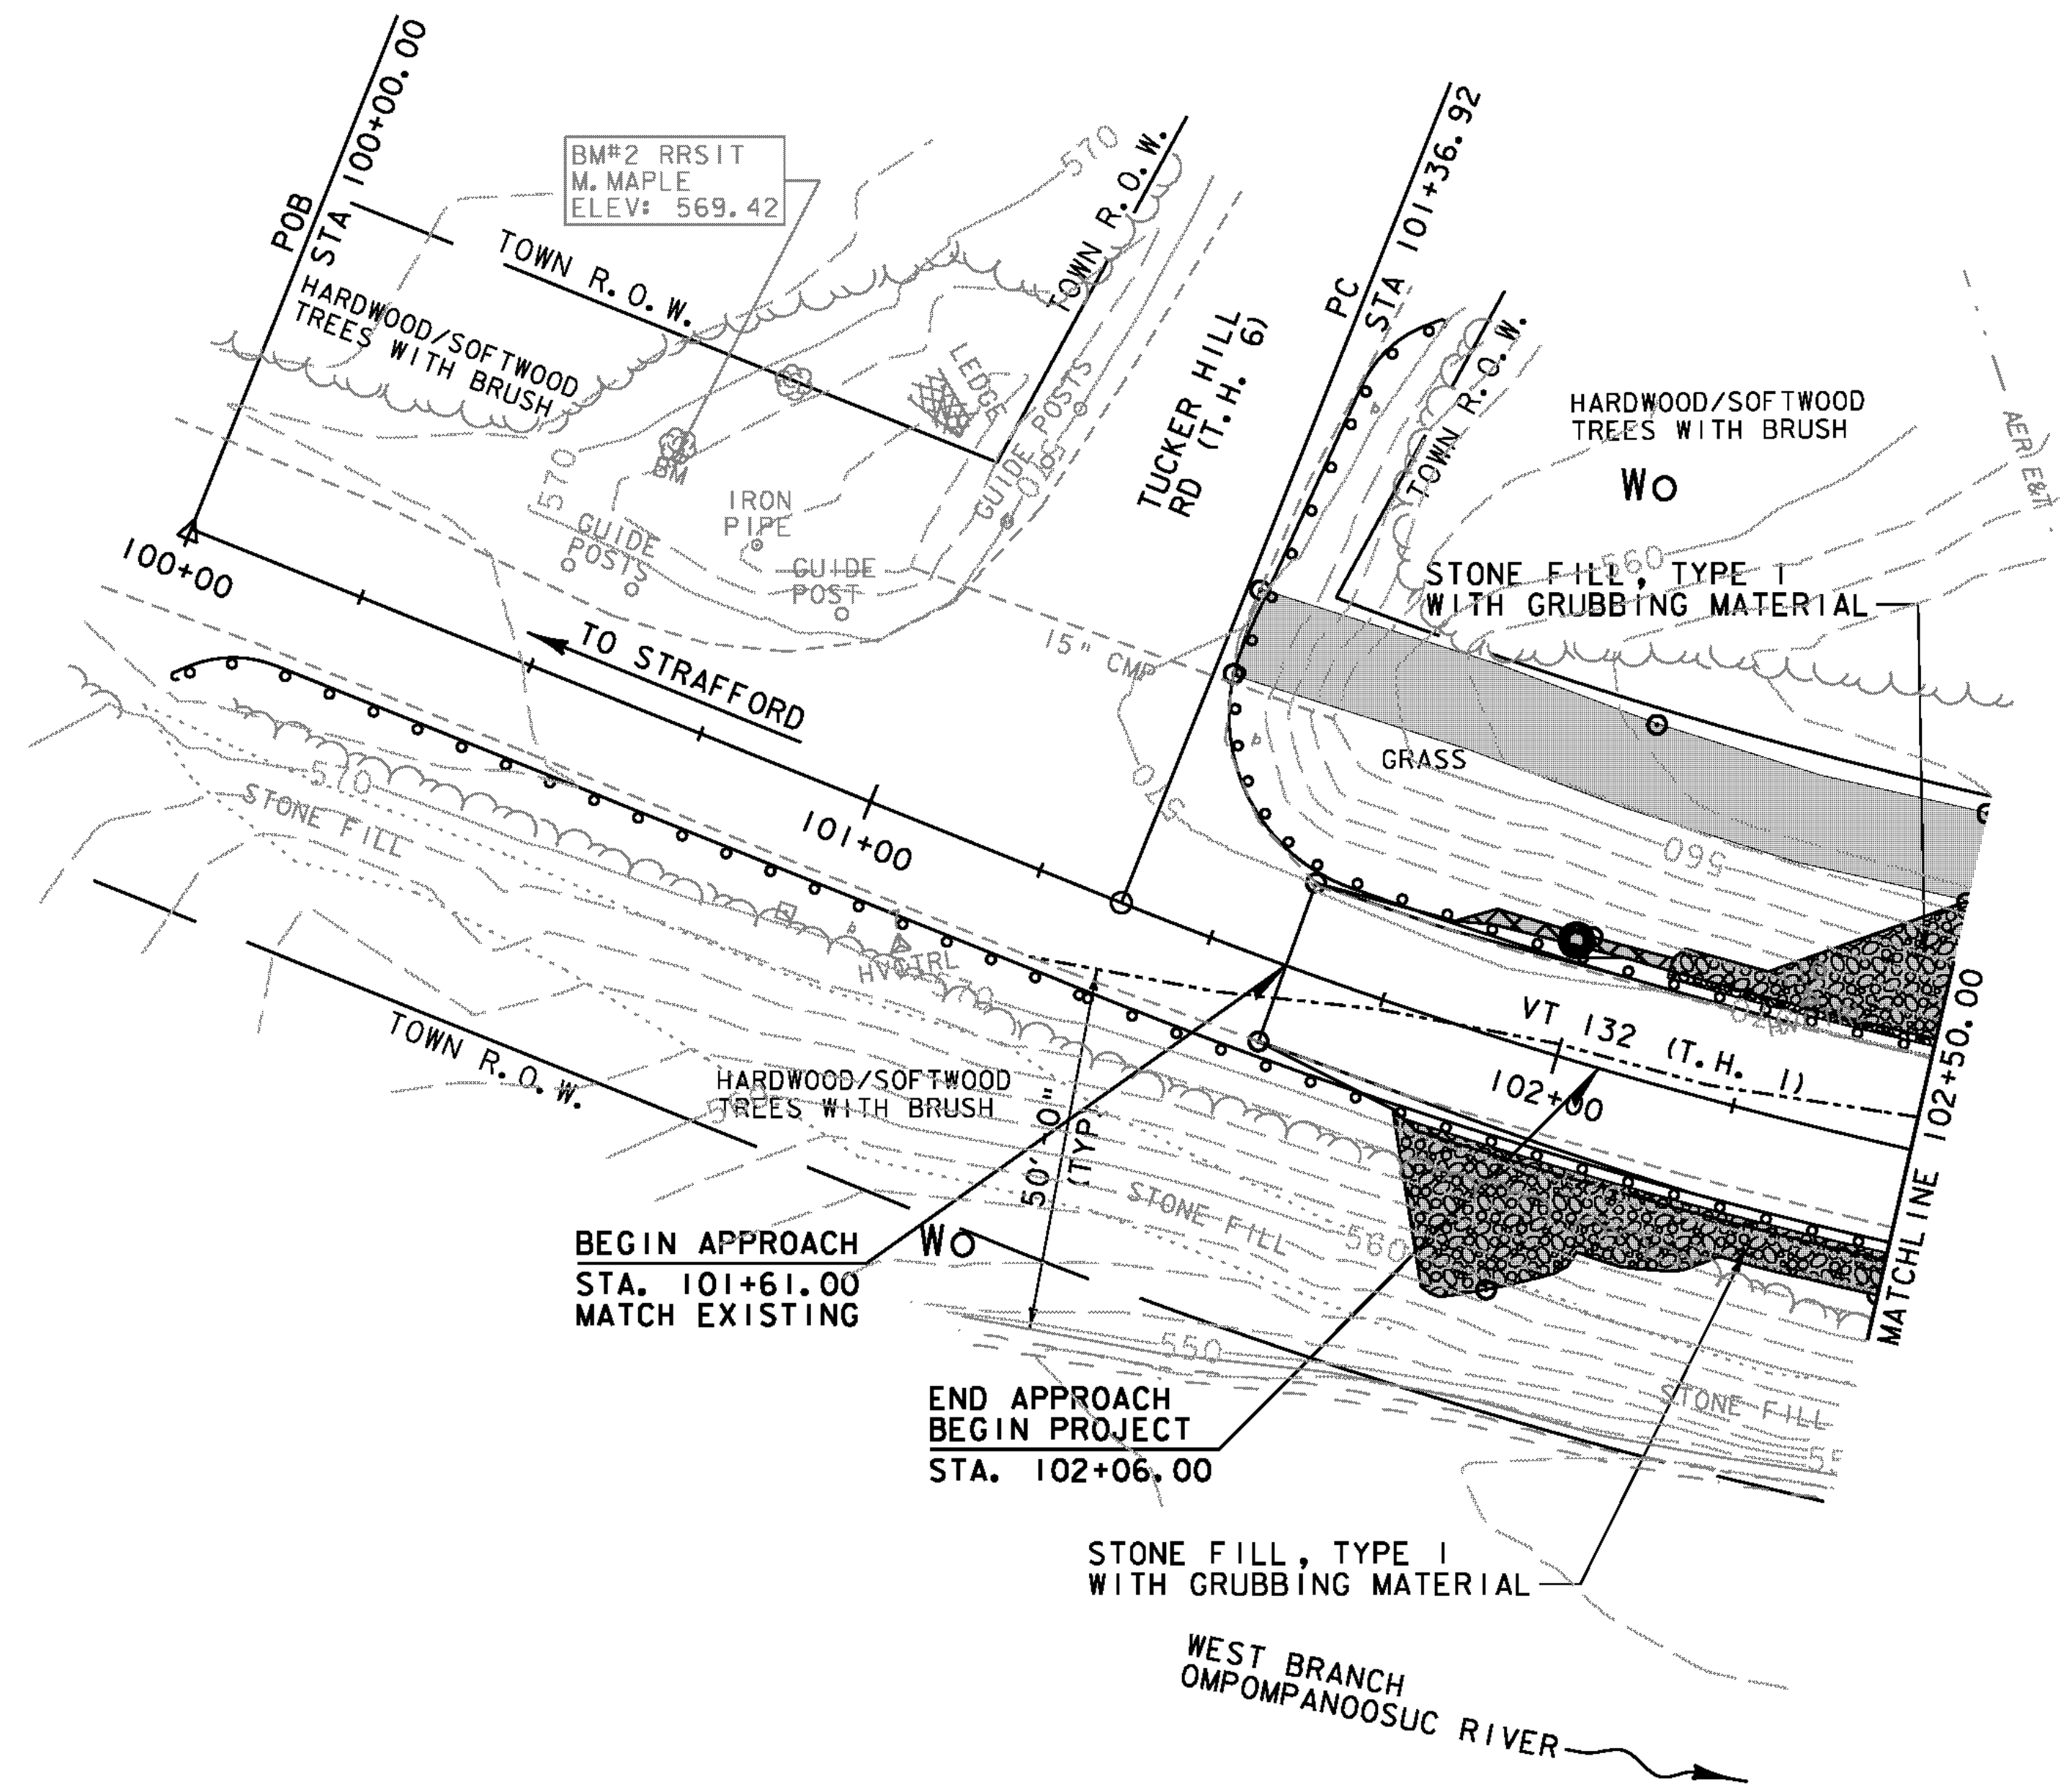 POB
STA 100+00.00
BM#2 RRSIT
M. MAPLE
ELEV: 569.42
TOWN R.O.W.
HARDWOOD/SOFTWOOD
TREES WITH BRUSH
570
TOWN R.O.W.
LEDGE
GUIDE POSTS
570
TUCKER HILL
RD (T.H. 6)
PC
STA 101+36.92
TOWN R.O.W.
HARDWOOD/SOFTWOOD
TREES WITH BRUSH
Wo
AERI E&T
560
STONE FILL, TYPE I
WITH GRUBBING MATERIAL
570
BM
IRON
PIPE
GUIDE
POSTS
GUIDE
POST
100+00
TO STRAFFORD
15" CMP
570
GRASS
560
570
STONE FILL
101+00
HVCTRL
TOWN R.O.W.
HARDWOOD/SOFTWOOD
TREES WITH BRUSH
560
50'-0"
(TYP)
VT 132 (T.H. 1)
102+00
MATCHLINE 102+50.00
STONE FILL
560
BEGIN APPROACH
STA. 101+61.00
MATCH EXISTING
Wo
550
END APPROACH
BEGIN PROJECT
STA. 102+06.00
STONE FILL
STONE FILL, TYPE I
WITH GRUBBING MATERIAL
WEST BRANCH
OMPOMPANOOSUC RIVER